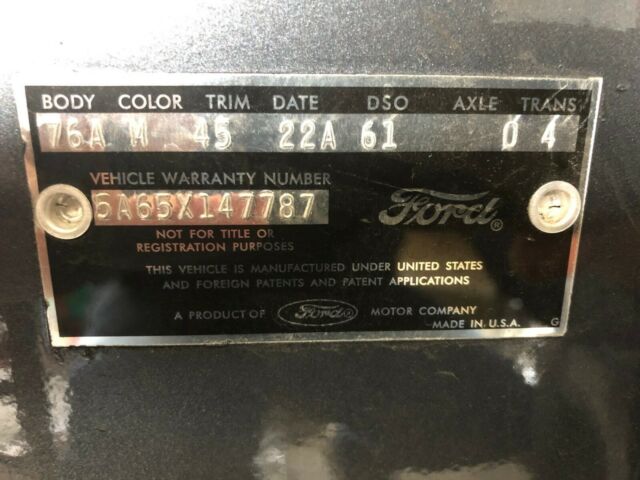 BODY COLOR TRIM DATE DSO AXLE TRANS
76A M 45 22A 61 D 4
VEHICLE WARRANTY NUMBER
5A65X147787
Ford®
NOT FOR TITLE OR
REGISTRATION PURPOSES
THIS VEHICLE IS MANUFACTURED UNDER UNITED STATES
AND FOREIGN PATENTS AND PATENT APPLICATIONS
A PRODUCT OF Ford® MOTOR COMPANY
MADE IN U.S.A. G